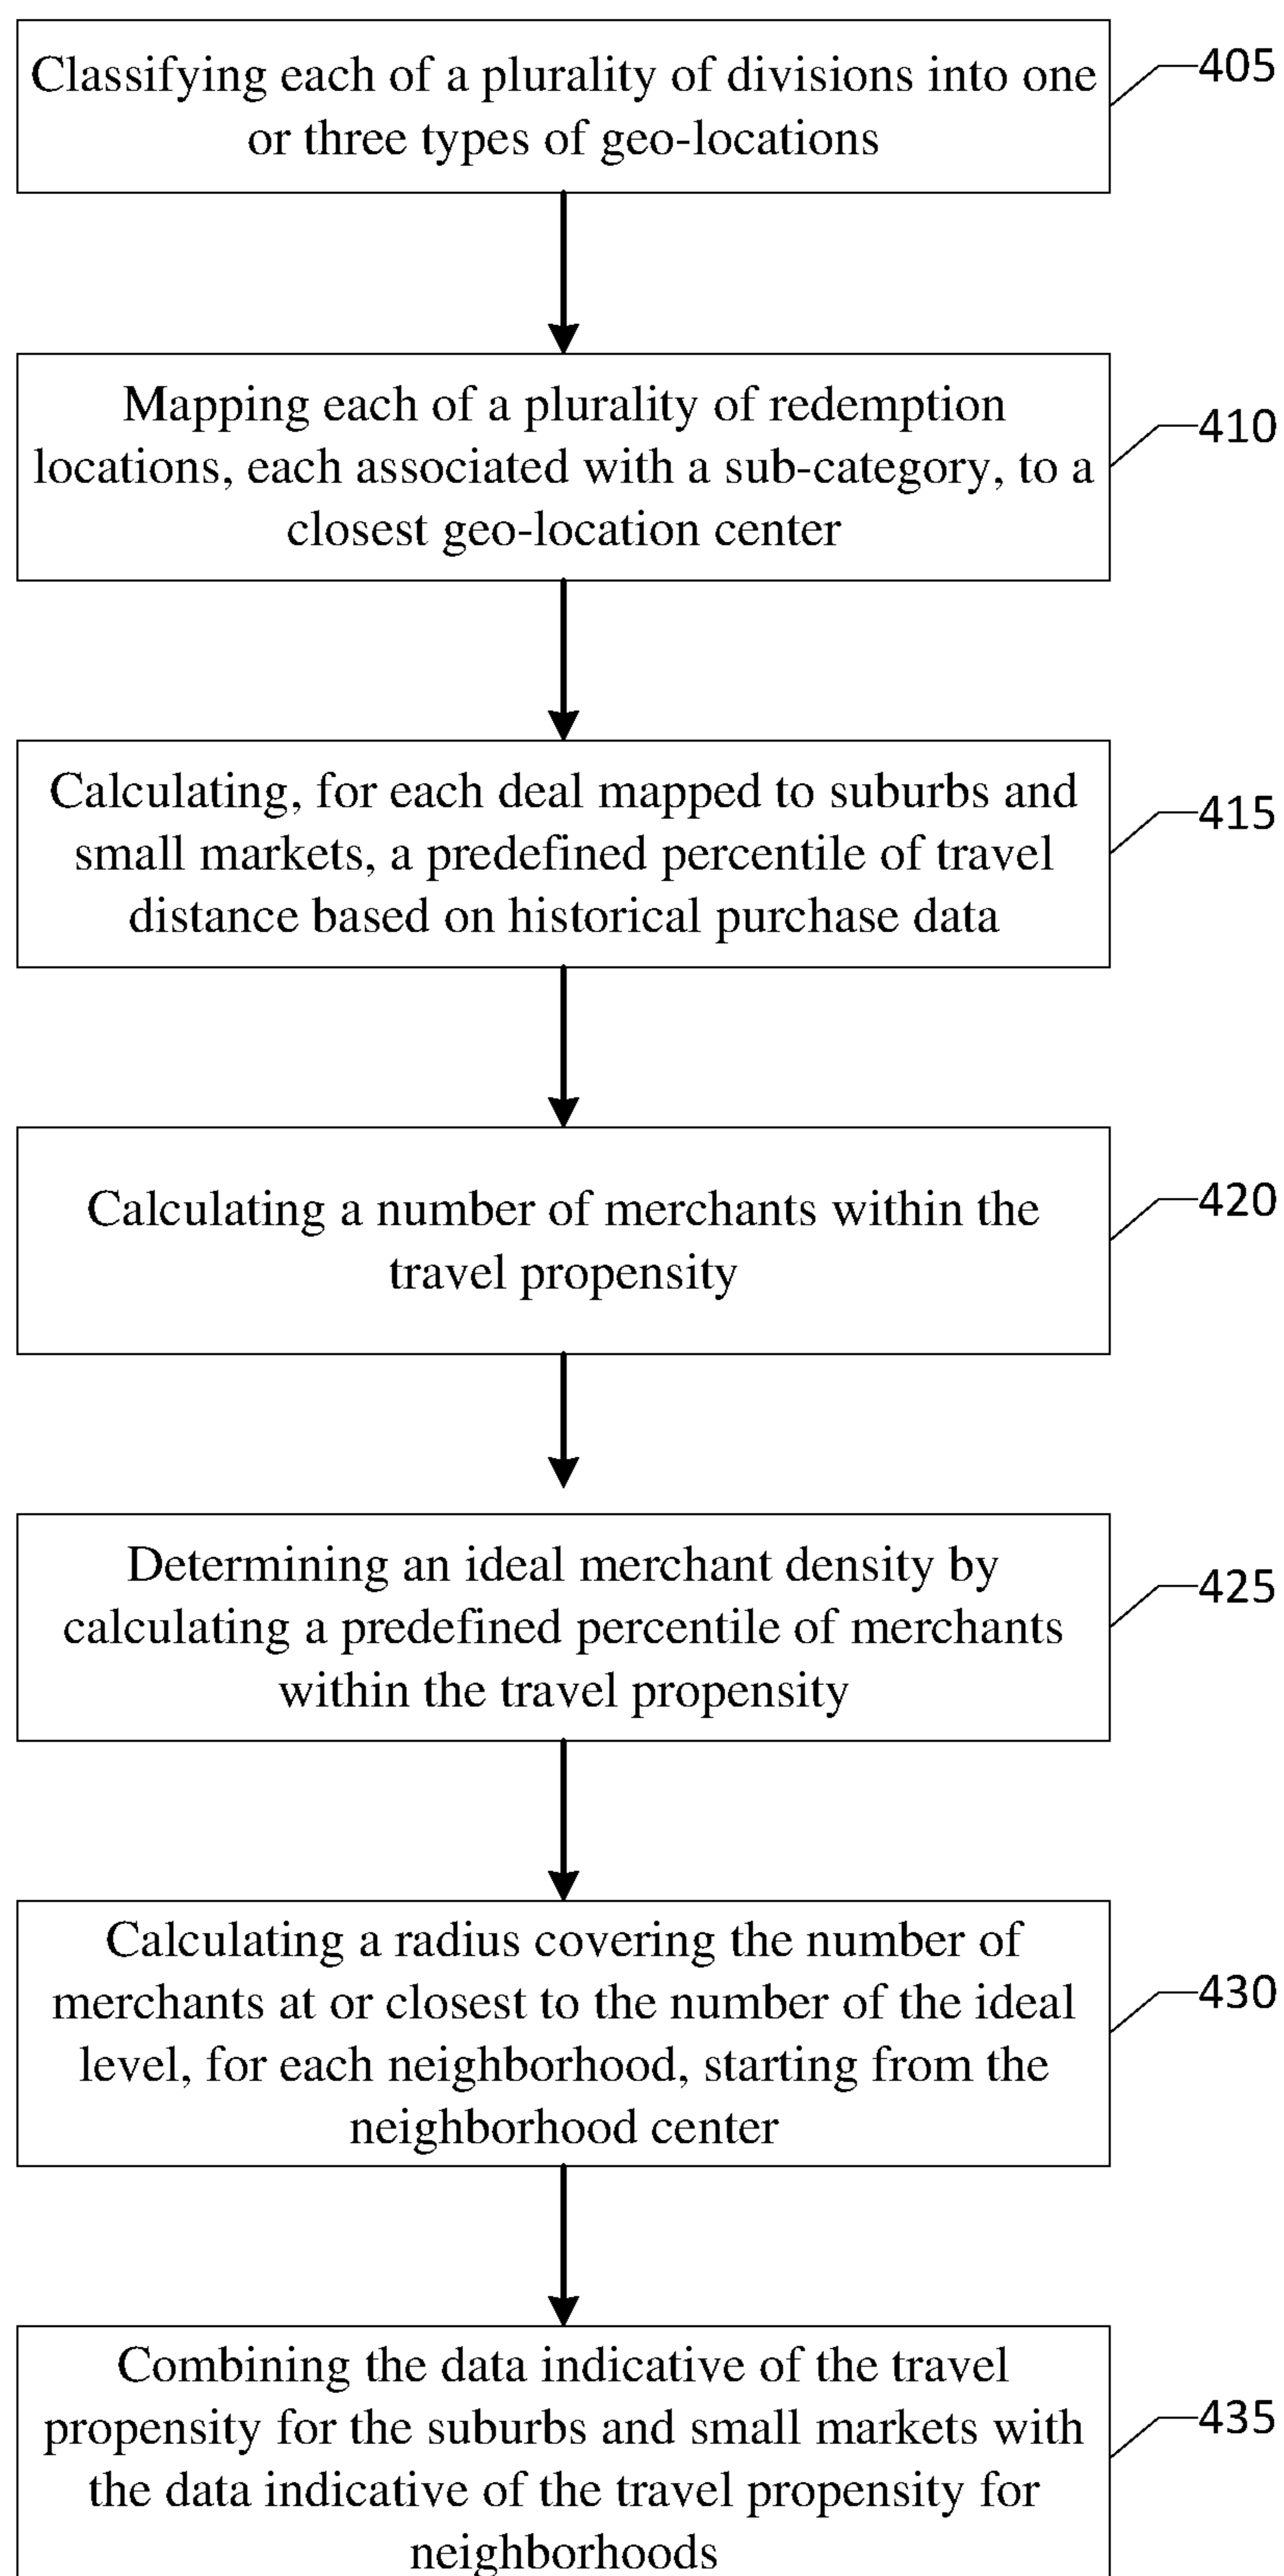 Classifying each of a plurality of divisions into one
or three types of geo-locations
405
Mapping each of a plurality of redemption
locations, each associated with a sub-category, to a
closest geo-location center
410
Calculating, for each deal mapped to suburbs and
small markets, a predefined percentile of travel
distance based on historical purchase data
415
Calculating a number of merchants within the
travel propensity
420
Determining an ideal merchant density by
calculating a predefined percentile of merchants
within the travel propensity
425
Calculating a radius covering the number of
merchants at or closest to the number of the ideal
level, for each neighborhood, starting from the
neighborhood center
430
Combining the data indicative of the travel
propensity for the suburbs and small markets with
the data indicative of the travel propensity for
neighborhoods
435